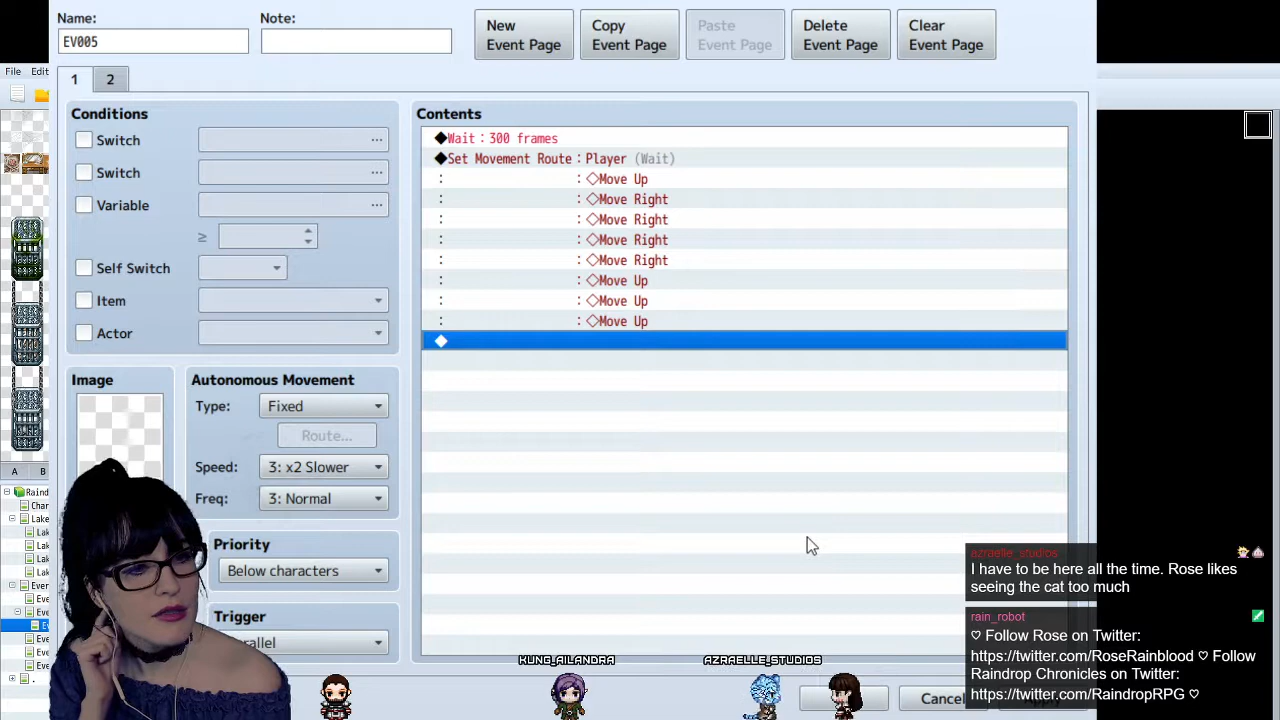 Name:
Note:
EV005
New
Event Page
Copy
Event Page
Paste
Event Page
Delete
Event Page
Clear
Event Page
File Edit
1 2
Conditions
Switch ...
Switch ...
Variable ...
≥
Self Switch
Item
Actor
Contents
◆Wait：300 frames
◆Set Movement Route：Player (Wait)
： ：◇Move Up
： ：◇Move Right
： ：◇Move Right
： ：◇Move Right
： ：◇Move Right
： ：◇Move Up
： ：◇Move Up
： ：◇Move Up
Image
Autonomous Movement
Type: Fixed
Route...
Speed: 3: x2 Slower
Freq: 3: Normal
Priority
Below characters
Trigger
A B
Lake
azraelle_studios
I have to be here all the time. Rose likes
seeing the cat too much
rain_robot
♡ Follow Rose on Twitter:
https://twitter.com/RoseRainblood ♡ Follow
Raindrop Chronicles on Twitter:
https://twitter.com/RaindropRPG ♡
KUNO_AILANDRA
AZRAELLE_STUDIOS
Cancel